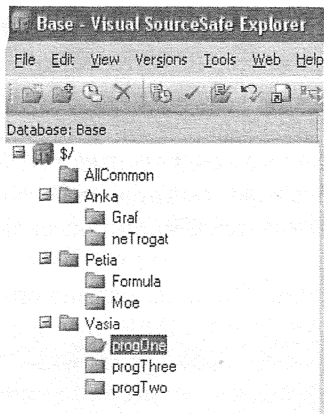 Base - Visual SourceSafe Explorer
File Edit View Versions Tools Web Help
Database: Base
$/
AllCommon
Anka
Graf
neTrogat
Petia
Formula
Moe
Vasia
progOne
progThree
progTwo